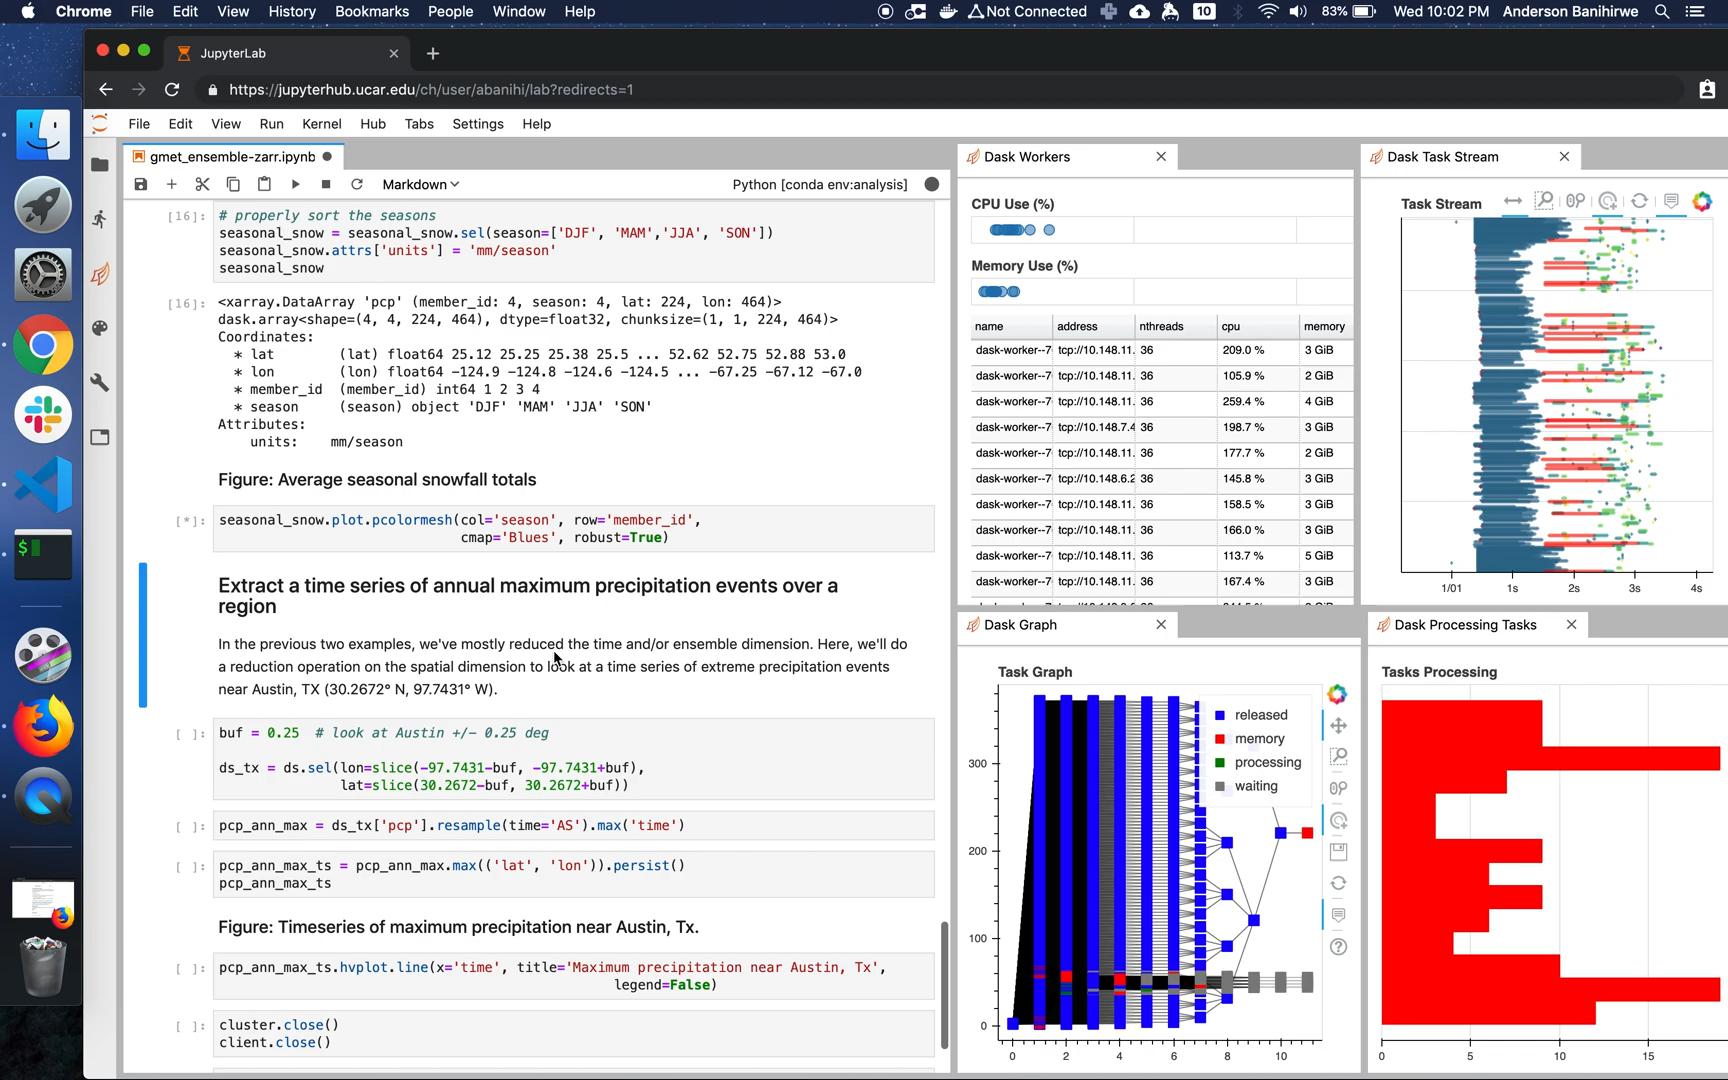 Chrome File Edit View History Bookmarks People Window Help Not Connected 10 83% Wed 10:02 PM Anderson Banihirwe
JupyterLab
https://jupyterhub.ucar.edu/ch/user/abanihi/lab?redirects=1
File Edit View Run Kernel Hub Tabs Settings Help
gmet_ensemble-zarr.ipynb
Markdown Python [conda env:analysis]
[16]: # properly sort the seasons
seasonal_snow = seasonal_snow.sel(season=['DJF', 'MAM','JJA', 'SON'])
seasonal_snow.attrs['units'] = 'mm/season'
seasonal_snow
[16]: <xarray.DataArray 'pcp' (member_id: 4, season: 4, lat: 224, lon: 464)>
dask.array<shape=(4, 4, 224, 464), dtype=float32, chunksize=(1, 1, 224, 464)>
Coordinates:
* lat (lat) float64 25.12 25.25 25.38 25.5 ... 52.62 52.75 52.88 53.0
* lon (lon) float64 -124.9 -124.8 -124.6 -124.5 ... -67.25 -67.12 -67.0
* member_id (member_id) int64 1 2 3 4
* season (season) object 'DJF' 'MAM' 'JJA' 'SON'
Attributes:
units: mm/season
Figure: Average seasonal snowfall totals
[*]: seasonal_snow.plot.pcolormesh(col='season', row='member_id',
cmap='Blues', robust=True)
Extract a time series of annual maximum precipitation events over a
region
In the previous two examples, we've mostly reduced the time and/or ensemble dimension. Here, we'll do
a reduction operation on the spatial dimension to look at a time series of extreme precipitation events
near Austin, TX (30.2672° N, 97.7431° W).
[ ]: buf = 0.25 # look at Austin +/- 0.25 deg
ds_tx = ds.sel(lon=slice(-97.7431-buf, -97.7431+buf),
lat=slice(30.2672-buf, 30.2672+buf))
[ ]: pcp_ann_max = ds_tx['pcp'].resample(time='AS').max('time')
[ ]: pcp_ann_max_ts = pcp_ann_max.max(('lat', 'lon')).persist()
pcp_ann_max_ts
Figure: Timeseries of maximum precipitation near Austin, Tx.
[ ]: pcp_ann_max_ts.hvplot.line(x='time', title='Maximum precipitation near Austin, Tx',
legend=False)
[ ]: cluster.close()
client.close()
Dask Workers
CPU Use (%)
Memory Use (%)
name address nthreads cpu memory
dask-worker--7 tcp://10.148.11. 36 209.0 % 3 GiB
dask-worker--7 tcp://10.148.11. 36 105.9 % 2 GiB
dask-worker--7 tcp://10.148.11. 36 259.4 % 4 GiB
dask-worker--7 tcp://10.148.7.4 36 198.7 % 3 GiB
dask-worker--7 tcp://10.148.11. 36 177.7 % 2 GiB
dask-worker--7 tcp://10.148.6.2 36 145.8 % 3 GiB
dask-worker--7 tcp://10.148.11. 36 158.5 % 3 GiB
dask-worker--7 tcp://10.148.11. 36 166.0 % 3 GiB
dask-worker--7 tcp://10.148.11. 36 113.7 % 5 GiB
dask-worker--7 tcp://10.148.11. 36 167.4 % 3 GiB
Dask Task Stream
Task Stream
1/01 1s 2s 3s 4s
Dask Graph
Task Graph
released
memory
processing
waiting
300
200
100
0
0 2 4 6 8 10
Dask Processing Tasks
Tasks Processing
0 5 10 15